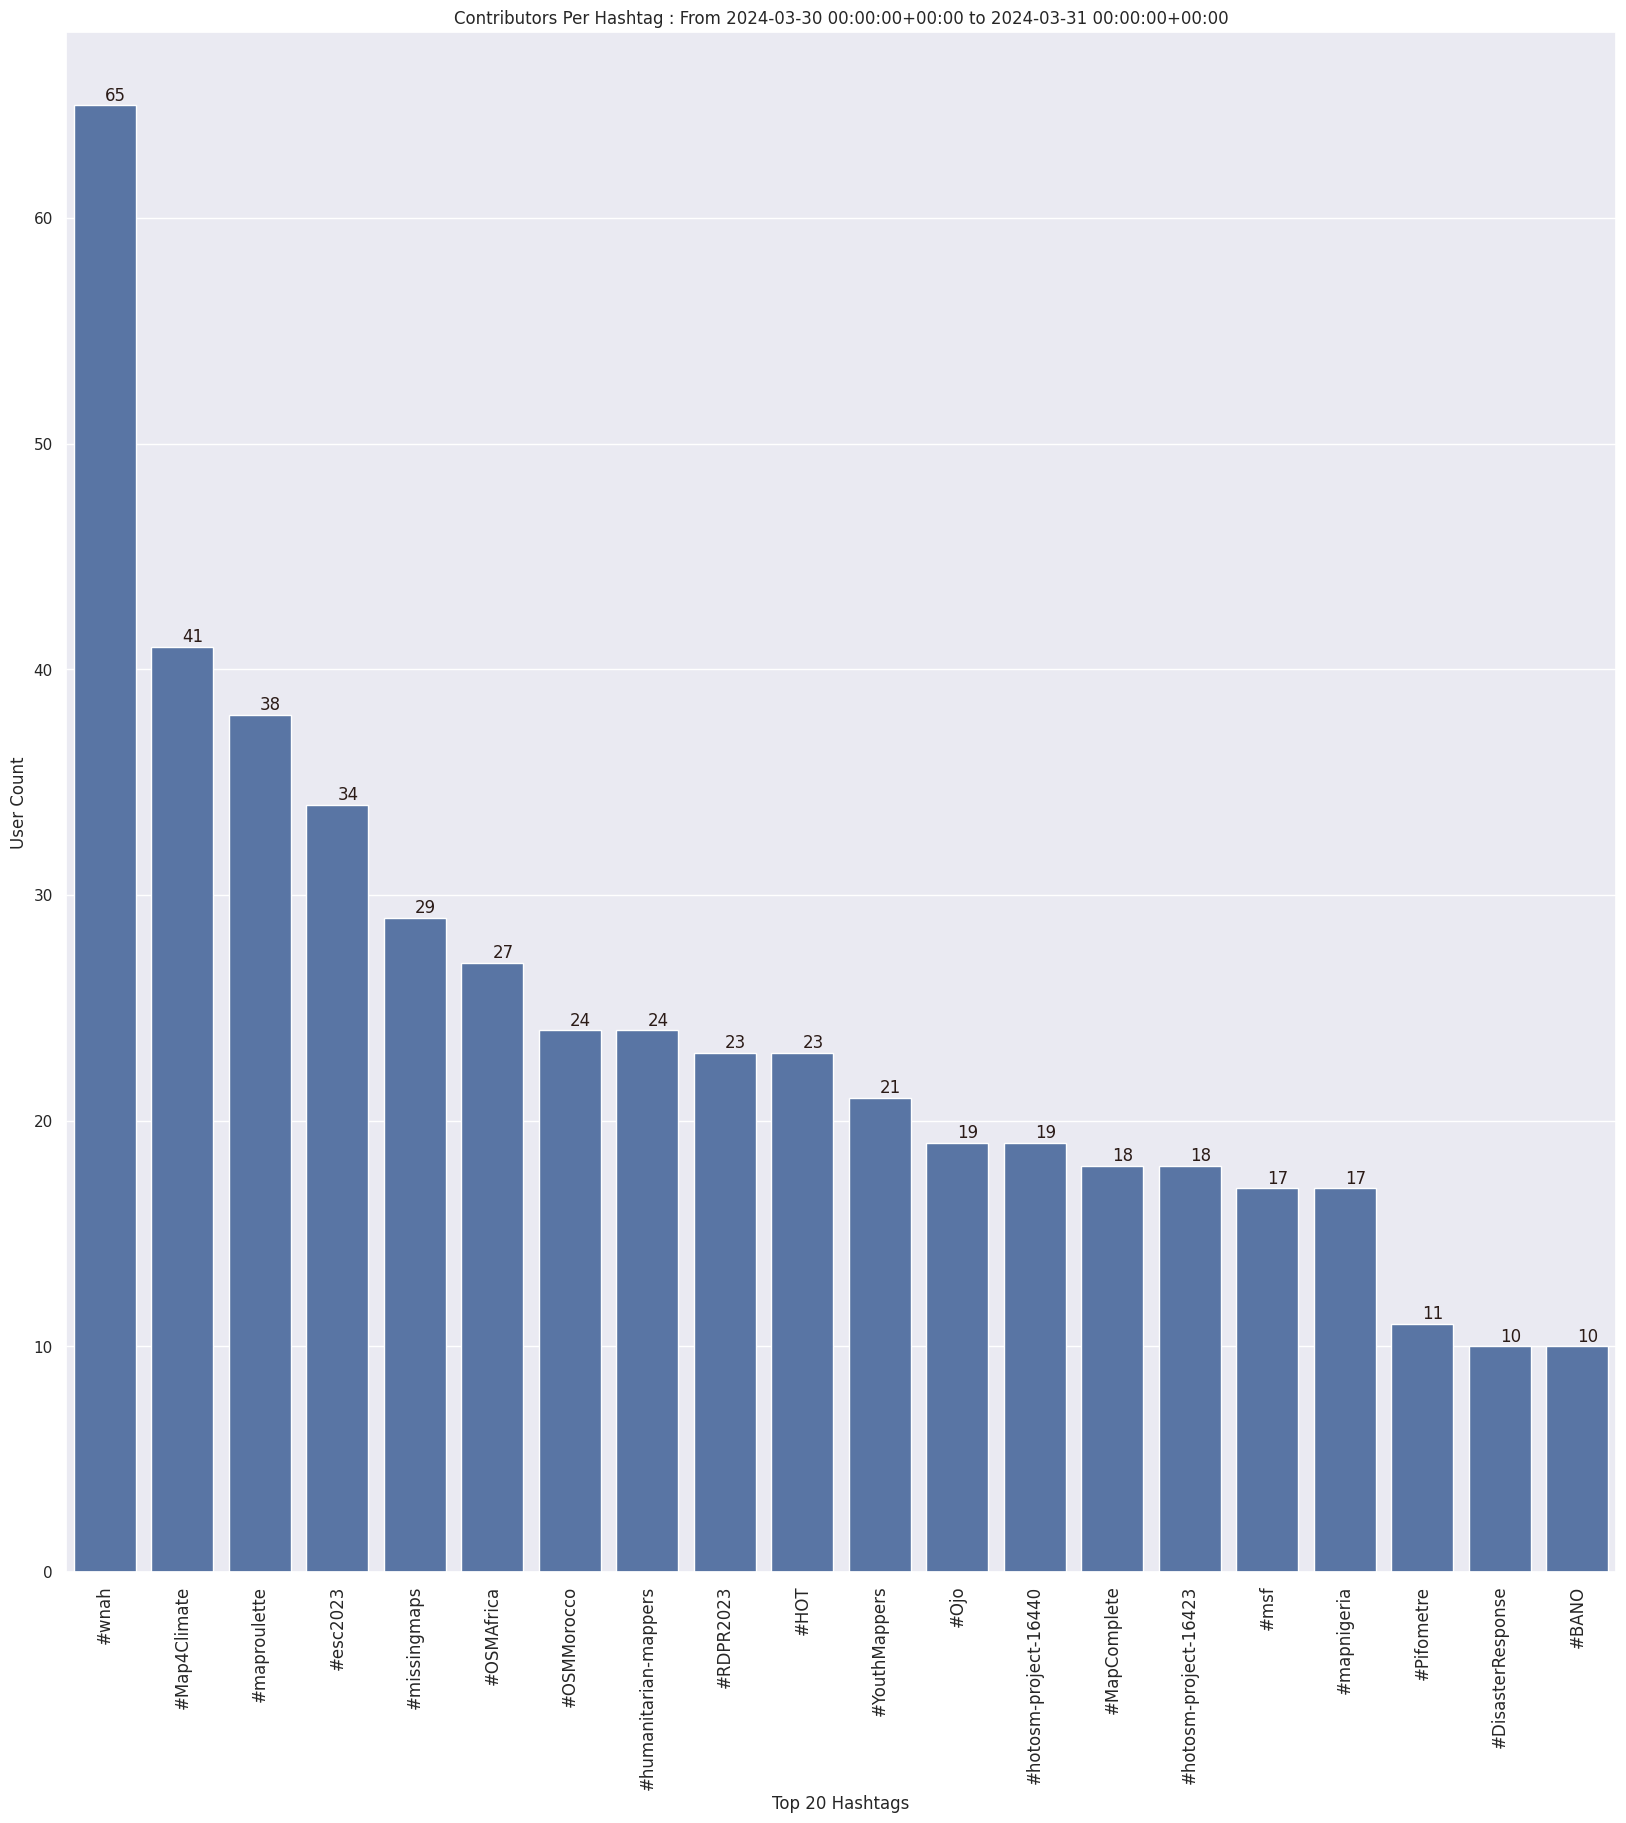 Contributors Per Hashtag : From 2024-03-30 00:00:00+00:00 to 2024-03-31 00:00:00+00:00
User Count
60
50
40
30
20
10
0
65
41
38
34
29
27
24
24
23
23
21
19
19
18
18
17
17
11
10
10
#wnah
#Map4Climate
#maproulette
#esc2023
#missingmaps
#OSMAfrica
#OSMMorocco
#humanitarian-mappers
#RDPR2023
#HOT
#YouthMappers
#Ojo
#hotosm-project-16440
#MapComplete
#hotosm-project-16423
#msf
#mapnigeria
#Pifometre
#DisasterResponse
#BANO
Top 20 Hashtags